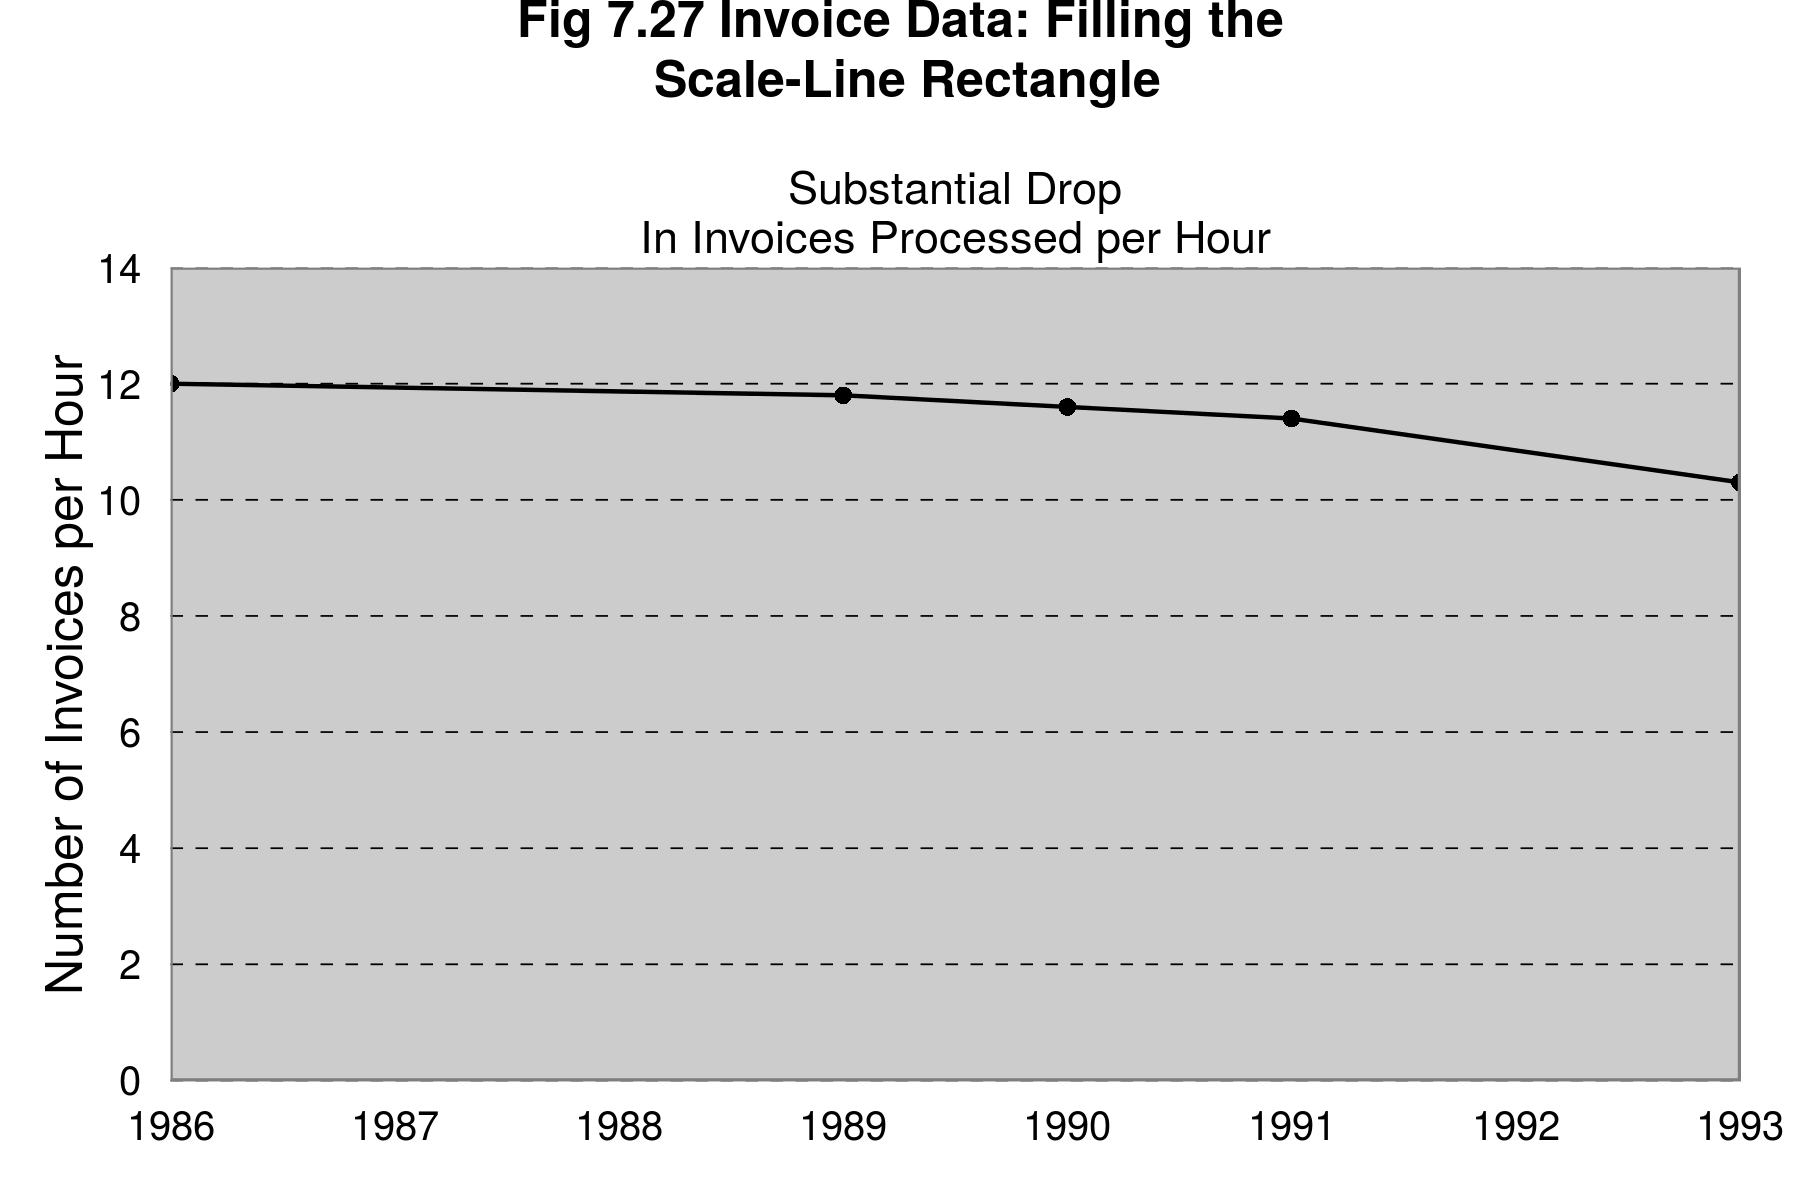 Fig 7.27 Invoice Data: Filling the
Scale-Line Rectangle
Substantial Drop
In Invoices Processed per Hour
Number of Invoices per Hour
14
12
10
8
6
4
2
0
1986 1987 1988 1989 1990 1991 1992 1993